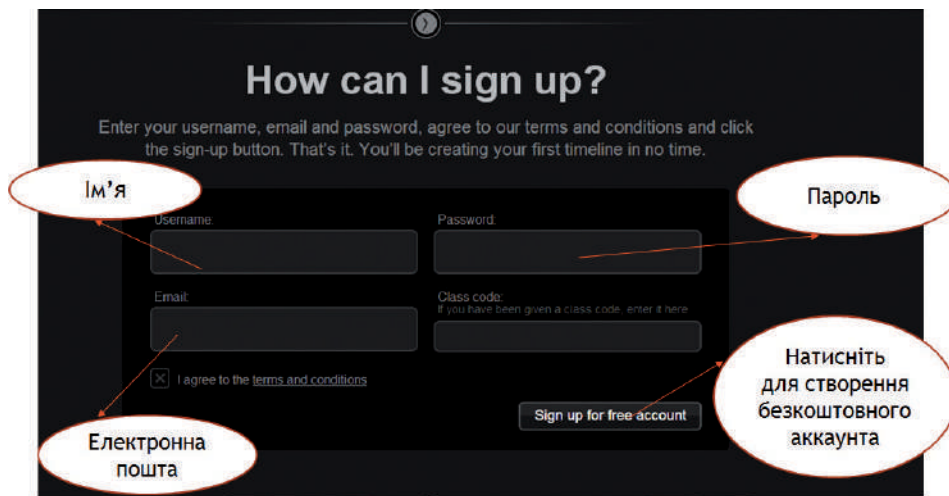 How can I sign up?
Enter your username, email and password, agree to our terms and conditions and click
the sign-up button. That's it. You'll be creating your first timeline in no time.
Ім'я
Пароль
Username:
Password:
Email:
Class code:
If you have been given a class code, enter it here
I agree to the terms and conditions
Sign up for free account
Натисніть
для створення
безкоштовного
аккаунта
Електронна
пошта